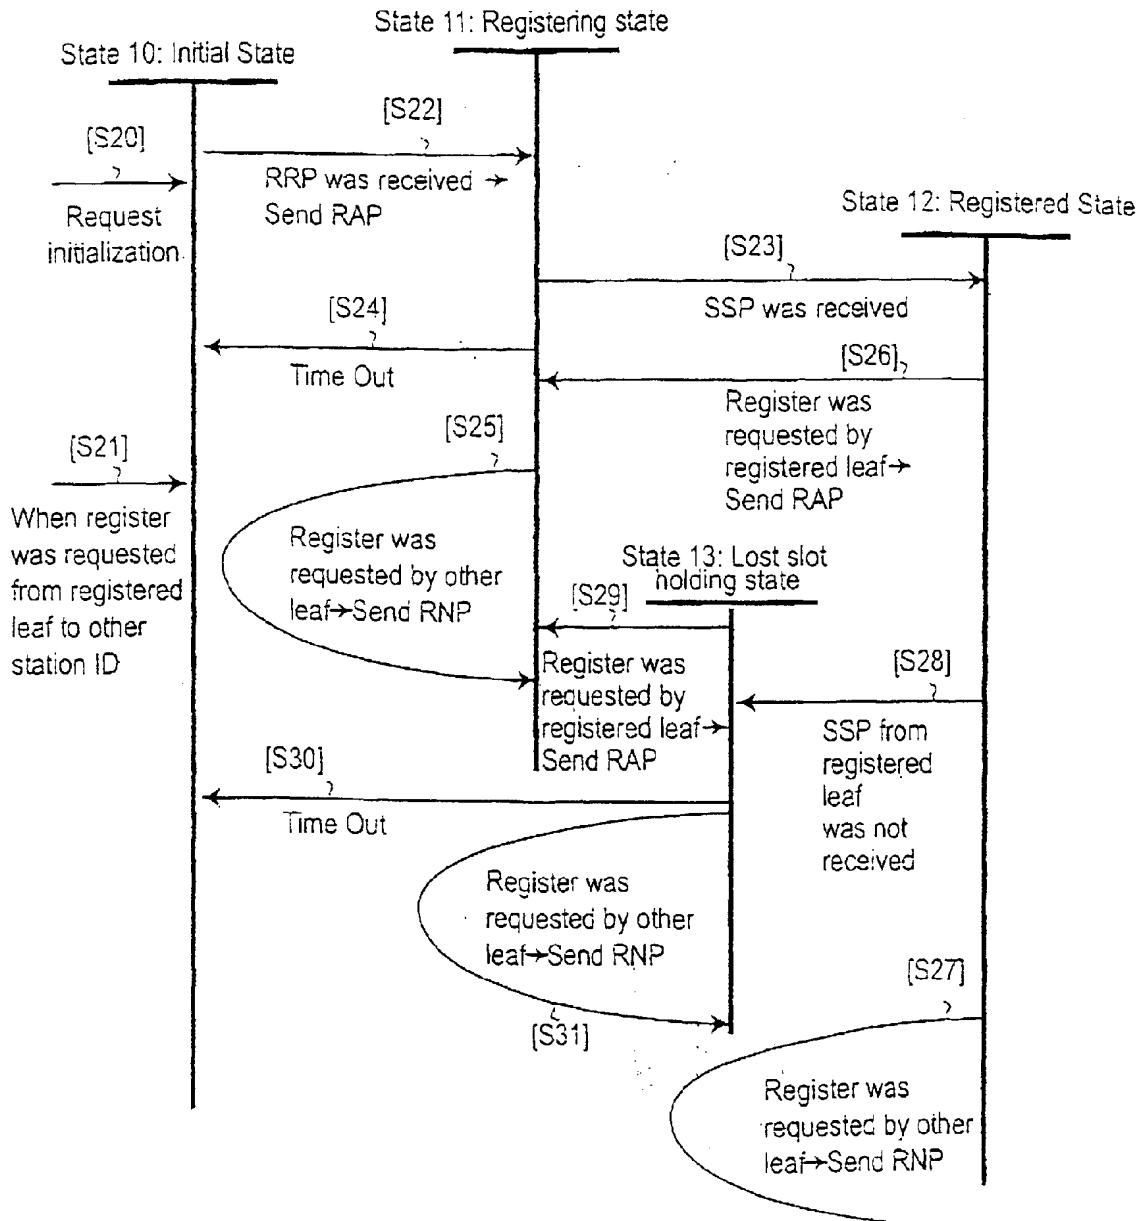 State 11: Registering state
State 10: Initial State
[S22]
[S20]
RRP was received →
Send RAP
Request
initialization
State 12: Registered State
[S23]
SSP was received
[S24]
Time Out
[S26]
Register was
requested by
registered leaf→
Send RAP
[S25]
[S21]
When register
was requested
from registered
leaf to other
station ID
Register was
requested by other
leaf→Send RNP
State 13: Lost slot
holding state
[S29]
Register was
requested by
registered leaf→
Send RAP
[S28]
SSP from
registered
leaf
was not
received
[S30]
Time Out
Register was
requested by other
leaf→Send RNP
[S31]
[S27]
Register was
requested by other
leaf→Send RNP